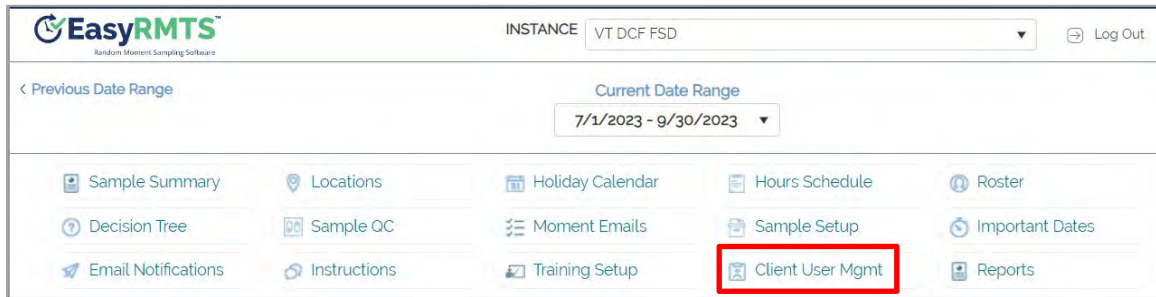 EasyRMTS™
Random Moment Sampling Software
INSTANCE VT DCF FSD Log Out
< Previous Date Range
Current Date Range
7/1/2023 - 9/30/2023
Sample Summary Locations Holiday Calendar Hours Schedule Roster
Decision Tree Sample QC Moment Emails Sample Setup Important Dates
Email Notifications Instructions Training Setup Client User Mgmt Reports